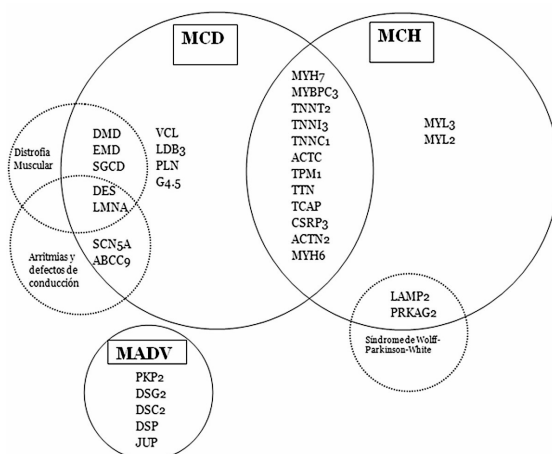 MCD
MCH
Distrofia
Muscular
DMD
EMD
SGCD
DES
LMNA
VCL
LDB3
PLN
G4.5
Arritmias y
defectos de
conducción
SCN5A
ABCC9
MYH7
MYBPC3
TNNT2
TNNI3
TNNC1
ACTC
TPM1
TTN
TCAP
CSRP3
ACTN2
MYH6
MYL3
MYL2
LAMP2
PRKAG2
Síndrome de Wolff-
Parkinson-White
MADV
PKP2
DSG2
DSC2
DSP
JUP